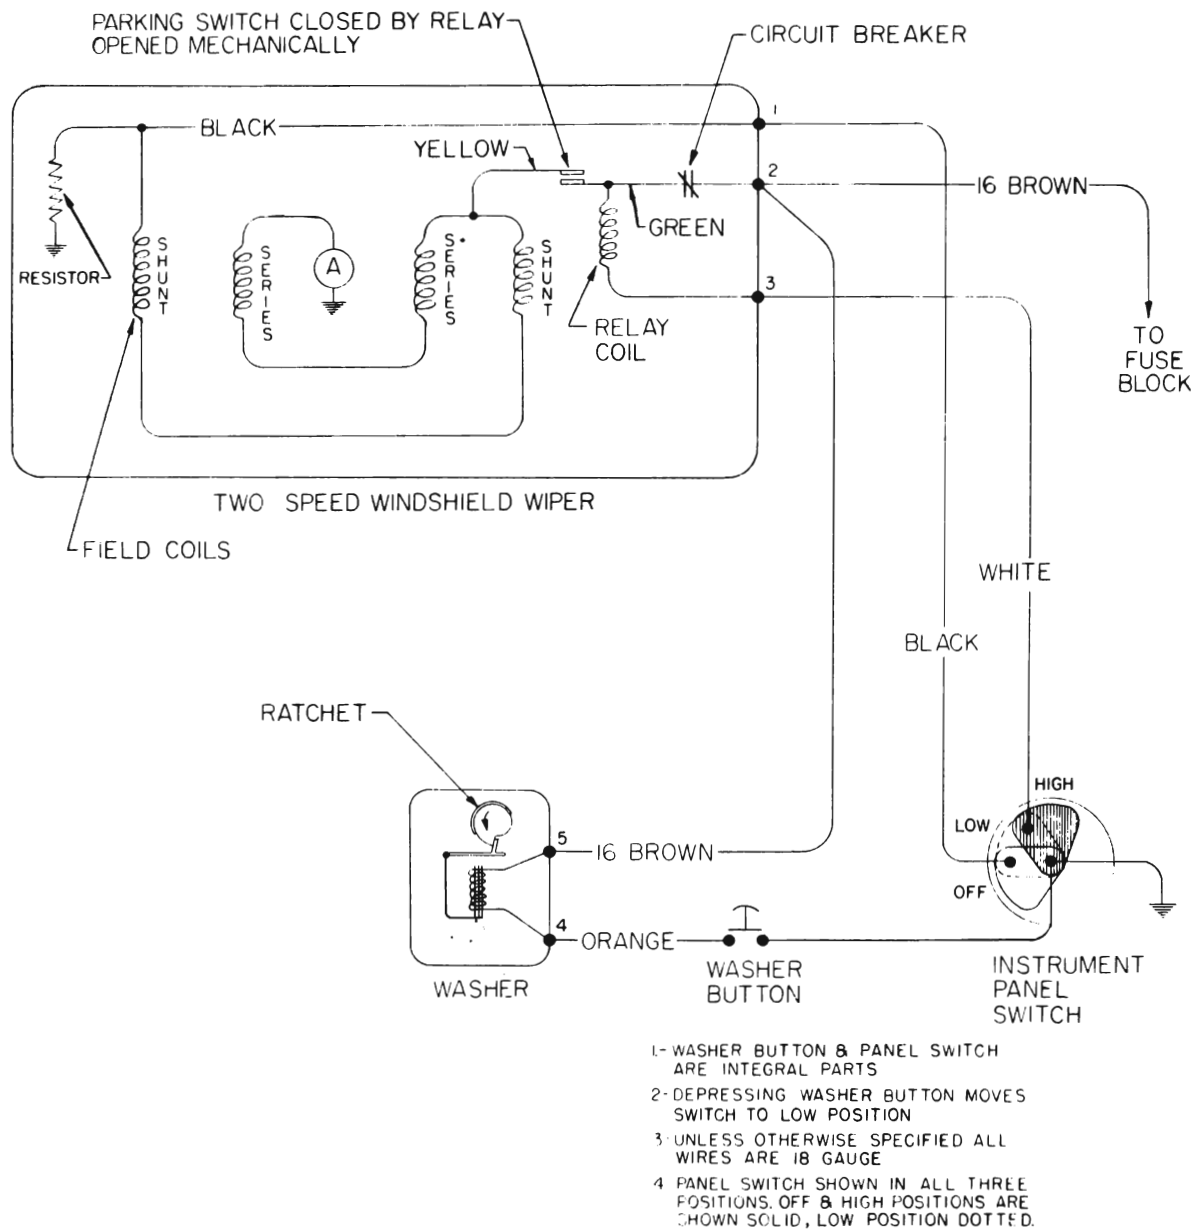 PARKING SWITCH CLOSED BY RELAY
OPENED MECHANICALLY
CIRCUIT BREAKER
1
BLACK
YELLOW
2
16 BROWN
GREEN
RESISTOR
SHUNT
SERIES
A
SERIES
SHUNT
3
RELAY
COIL
TO
FUSE
BLOCK
TWO SPEED WINDSHIELD WIPER
FIELD COILS
WHITE
BLACK
RATCHET
HIGH
LOW
5
16 BROWN
OFF
4
ORANGE
WASHER
WASHER
BUTTON
INSTRUMENT
PANEL
SWITCH
1.- WASHER BUTTON & PANEL SWITCH
ARE INTEGRAL PARTS
2- DEPRESSING WASHER BUTTON MOVES
SWITCH TO LOW POSITION
3- UNLESS OTHERWISE SPECIFIED ALL
WIRES ARE 18 GAUGE
4 PANEL SWITCH SHOWN IN ALL THREE
POSITIONS. OFF & HIGH POSITIONS ARE
SHOWN SOLID, LOW POSITION DOTTED.